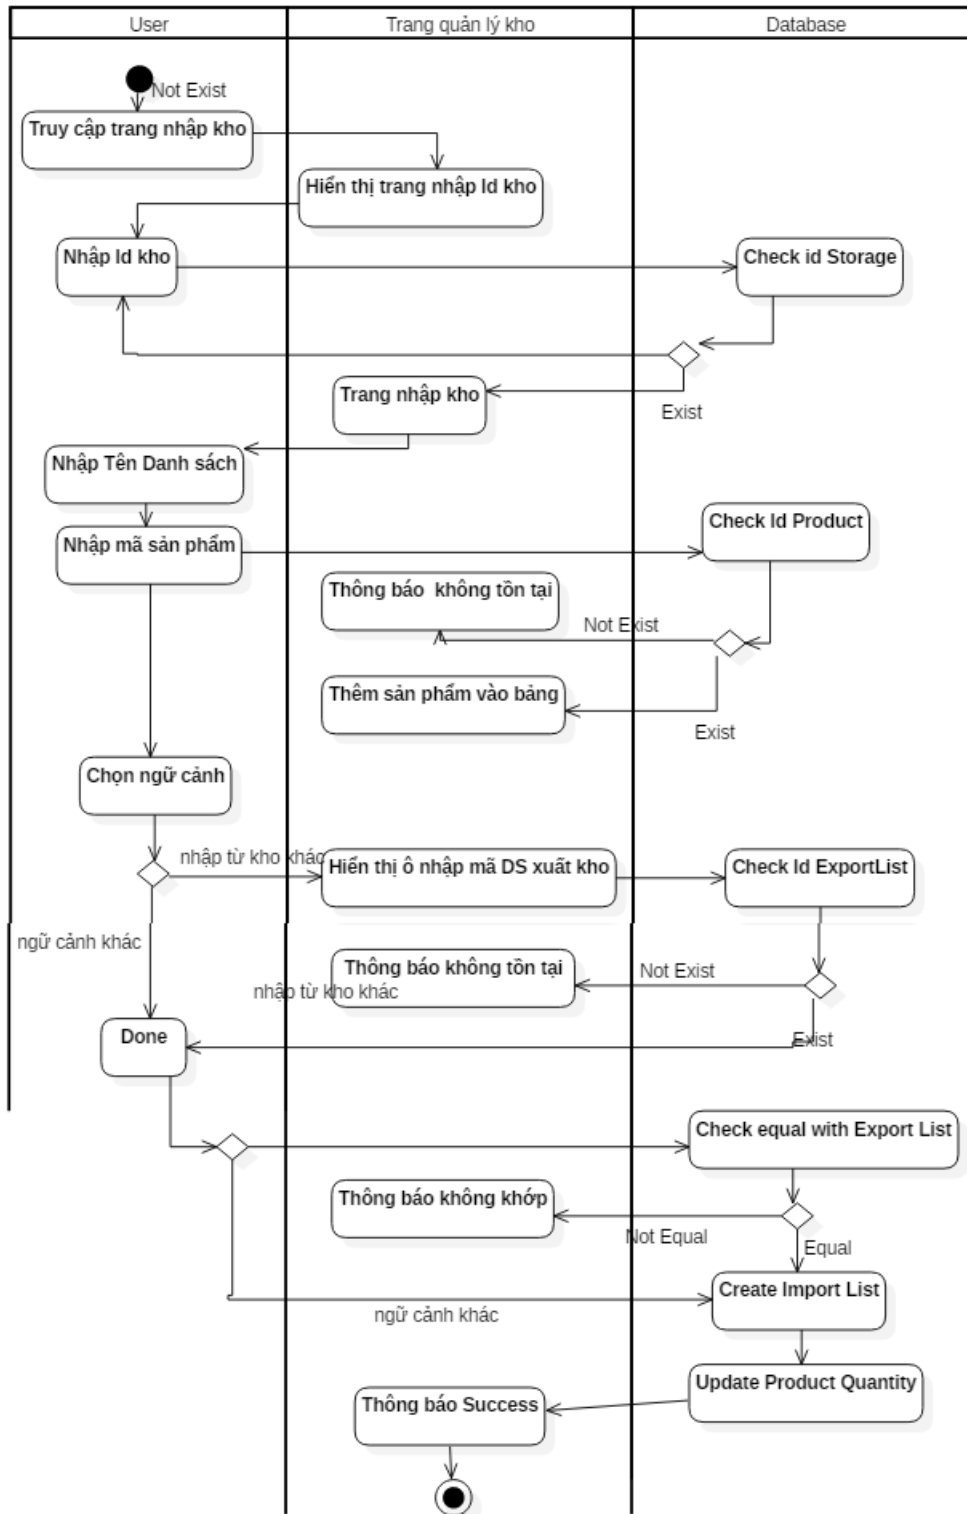 User
Trang quản lý kho
Database
Not Exist
Truy cập trang nhập kho
Hiển thị trang nhập Id kho
Nhập Id kho
Check id Storage
Trang nhập kho
Exist
Nhập Tên Danh sách
Check Id Product
Nhập mã sản phẩm
Thông báo  không tồn tại
Not Exist
Thêm sản phẩm vào bảng
Exist
Chọn ngữ cảnh
nhập từ kho khác
Hiển thị ô nhập mã DS xuất kho
Check Id ExportList
ngữ cảnh khác
Thông báo không tồn tại
Not Exist
nhập từ kho khác
Done
Exist
Check equal with Export List
Thông báo không khớp
Not Equal
Equal
Create Import List
ngữ cảnh khác
Update Product Quantity
Thông báo Success